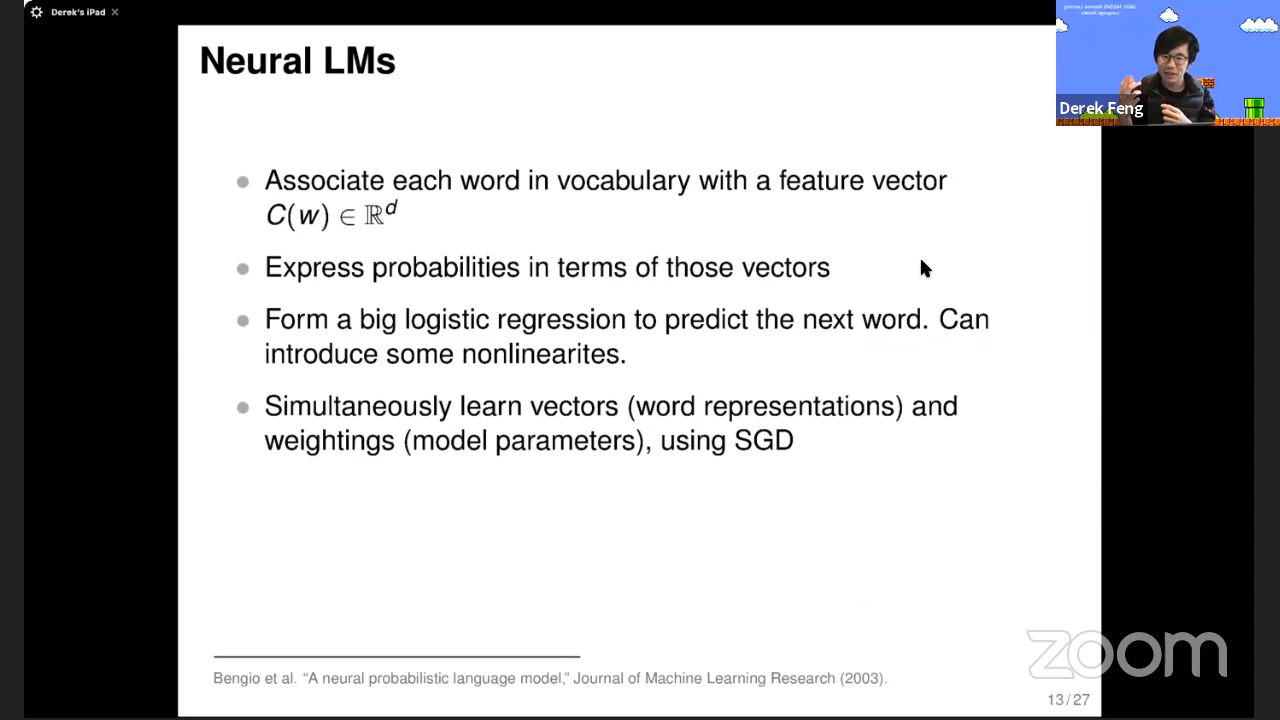 Derek's iPad
Neural LMs
Associate each word in vocabulary with a feature vector
C(w) ∈ ℝ^d
Express probabilities in terms of those vectors
Form a big logistic regression to predict the next word. Can
introduce some nonlinearites.
Simultaneously learn vectors (word representations) and
weightings (model parameters), using SGD
Bengio et al. “A neural probabilistic language model,” Journal of Machine Learning Research (2003).
13/27
Derek Feng
zoom